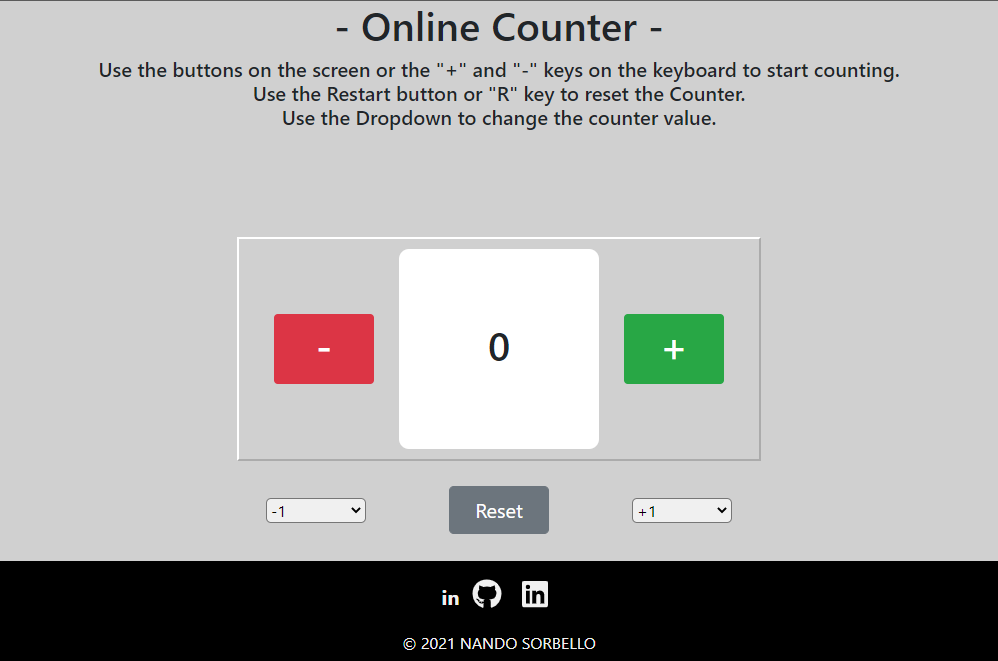 - Online Counter -
Use the buttons on the screen or the "+" and "-" keys on the keyboard to start counting.
Use the Restart button or "R" key to reset the Counter.
Use the Dropdown to change the counter value.
- 0 +
-1 Reset +1
in in
© 2021 NANDO SORBELLO